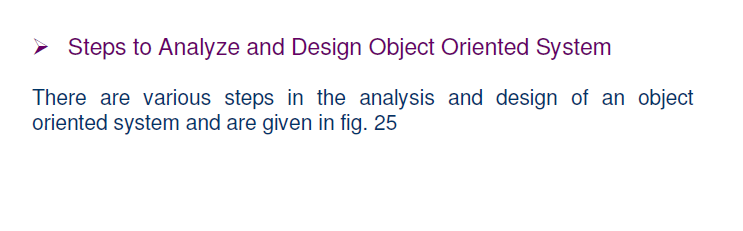 ➢ Steps to Analyze and Design Object Oriented System
There are various steps in the analysis and design of an object
oriented system and are given in fig. 25